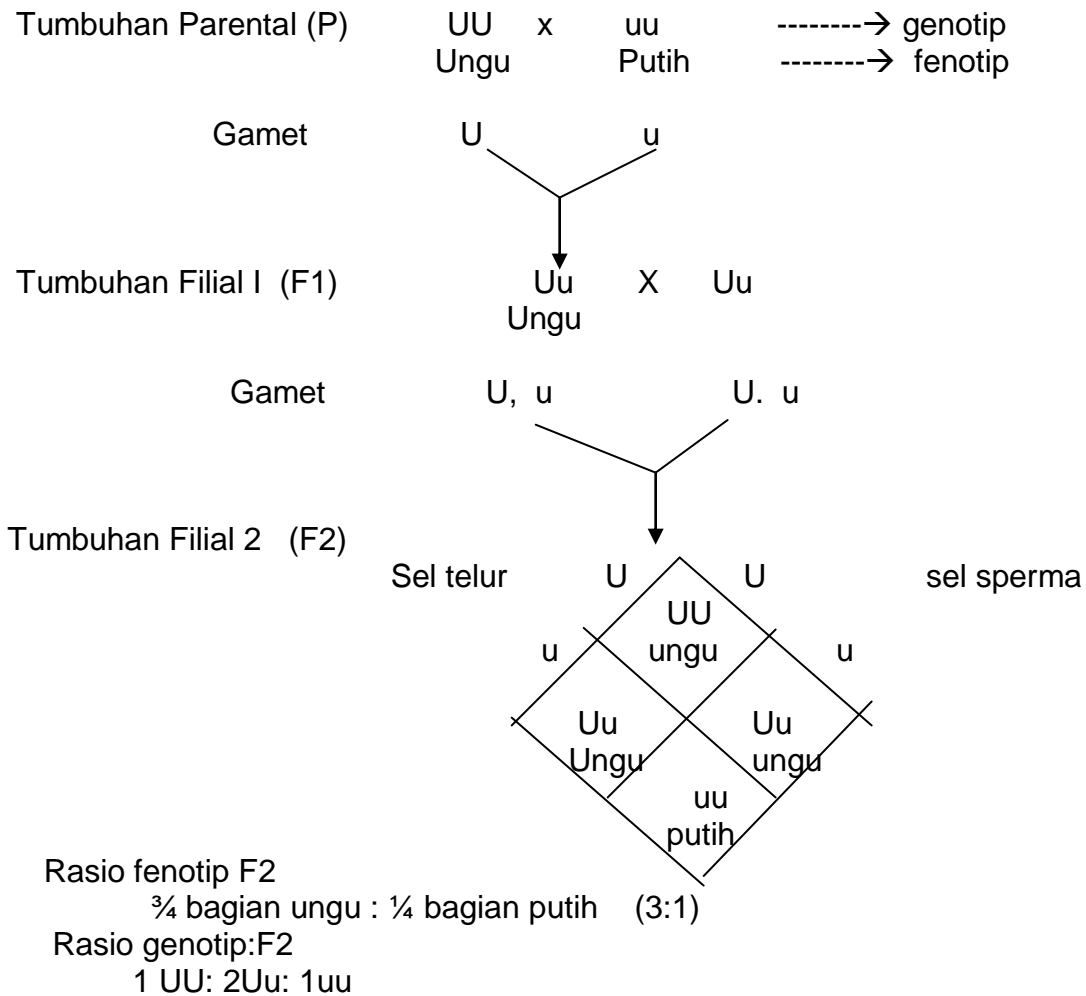 Tumbuhan Parental (P) UU x uu --------→ genotip
Ungu Putih --------→ fenotip
Gamet U u
Tumbuhan Filial I (F1) Uu X Uu
Ungu
Gamet U, u U. u
Tumbuhan Filial 2 (F2)
Sel telur U U sel sperma
UU
u ungu u
Uu Uu
Ungu ungu
uu
putih
Rasio fenotip F2
¾ bagian ungu : ¼ bagian putih (3:1)
Rasio genotip:F2
1 UU: 2Uu: 1uu